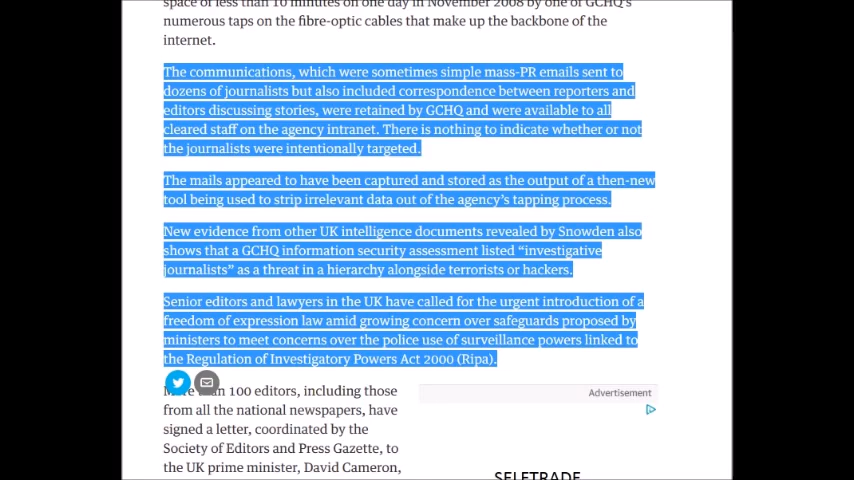 space of less than 10 minutes on one day in November 2008 by one of GCHQ's
numerous taps on the fibre-optic cables that make up the backbone of the
internet.
The communications, which were sometimes simple mass-PR emails sent to
dozens of journalists but also included correspondence between reporters and
editors discussing stories, were retained by GCHQ and were available to all
cleared staff on the agency intranet. There is nothing to indicate whether or not
the journalists were intentionally targeted.
The mails appeared to have been captured and stored as the output of a then-new
tool being used to strip irrelevant data out of the agency's tapping process.
New evidence from other UK intelligence documents revealed by Snowden also
shows that a GCHQ information security assessment listed “investigative
journalists” as a threat in a hierarchy alongside terrorists or hackers.
Senior editors and lawyers in the UK have called for the urgent introduction of a
freedom of expression law amid growing concern over safeguards proposed by
ministers to meet concerns over the police use of surveillance powers linked to
the Regulation of Investigatory Powers Act 2000 (Ripa).
More than 100 editors, including those
from all the national newspapers, have
signed a letter, coordinated by the
Society of Editors and Press Gazette, to
the UK prime minister, David Cameron,
Advertisement
SELETRADE